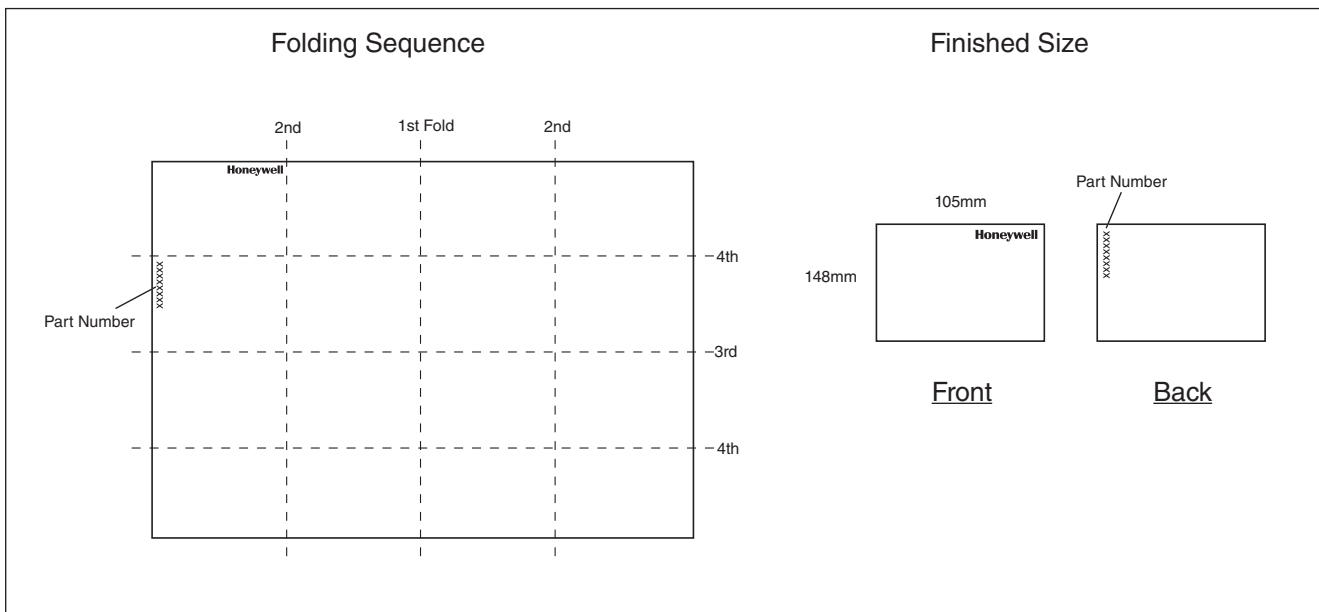 Folding Sequence
Finished Size
2nd
1st Fold
2nd
Honeywell
4th
XXXXXXXX
Part Number
3rd
4th
Part Number
105mm
Honeywell
XXXXXXXX
148mm
Front
Back